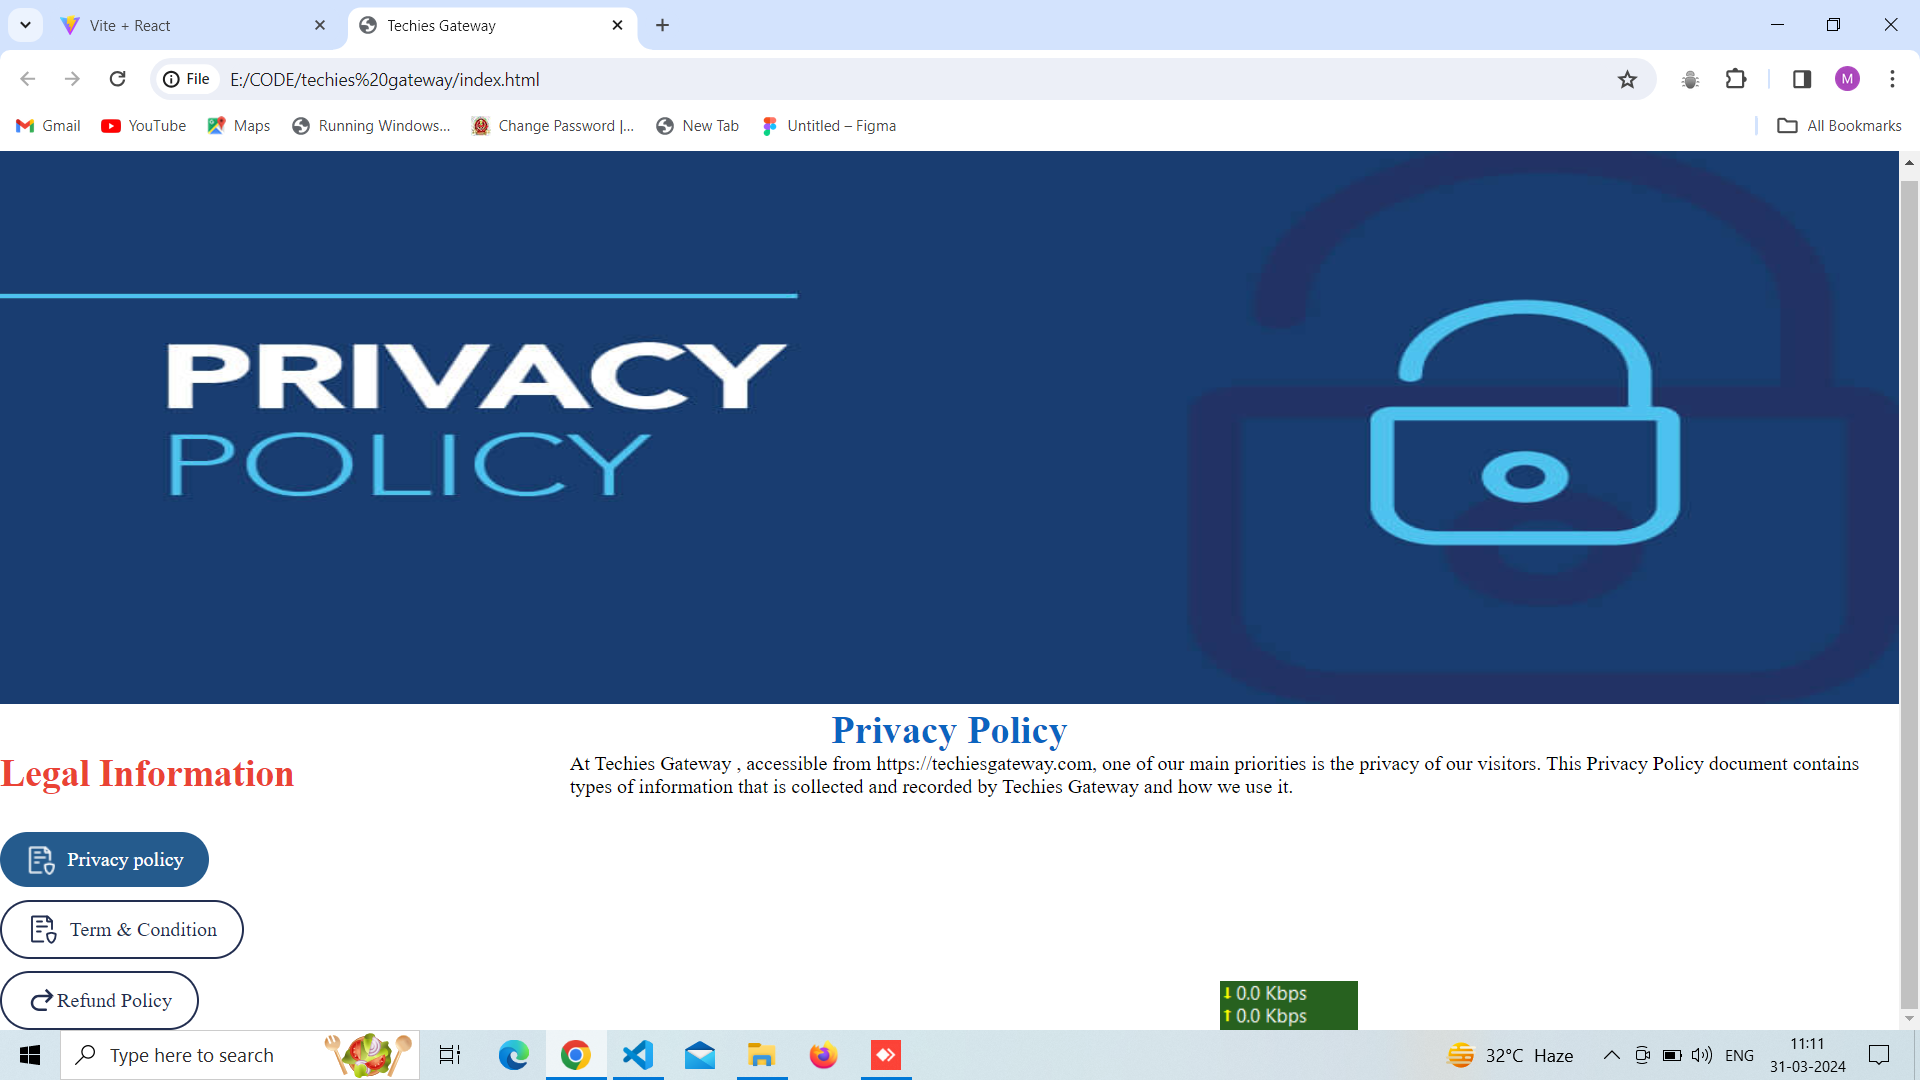 Vite + React
Techies Gateway
File
E:/CODE/techies%20gateway/index.html
M
Gmail
YouTube
Maps
Running Windows...
Change Password |...
New Tab
Untitled – Figma
All Bookmarks
PRIVACY
POLICY
Privacy Policy
Legal Information
At Techies Gateway , accessible from https://techiesgateway.com, one of our main priorities is the privacy of our visitors. This Privacy Policy document contains
types of information that is collected and recorded by Techies Gateway and how we use it.
Privacy policy
Term & Condition
Refund Policy
0.0 Kbps
0.0 Kbps
Type here to search
32°C Haze
ENG
11:11
31-03-2024